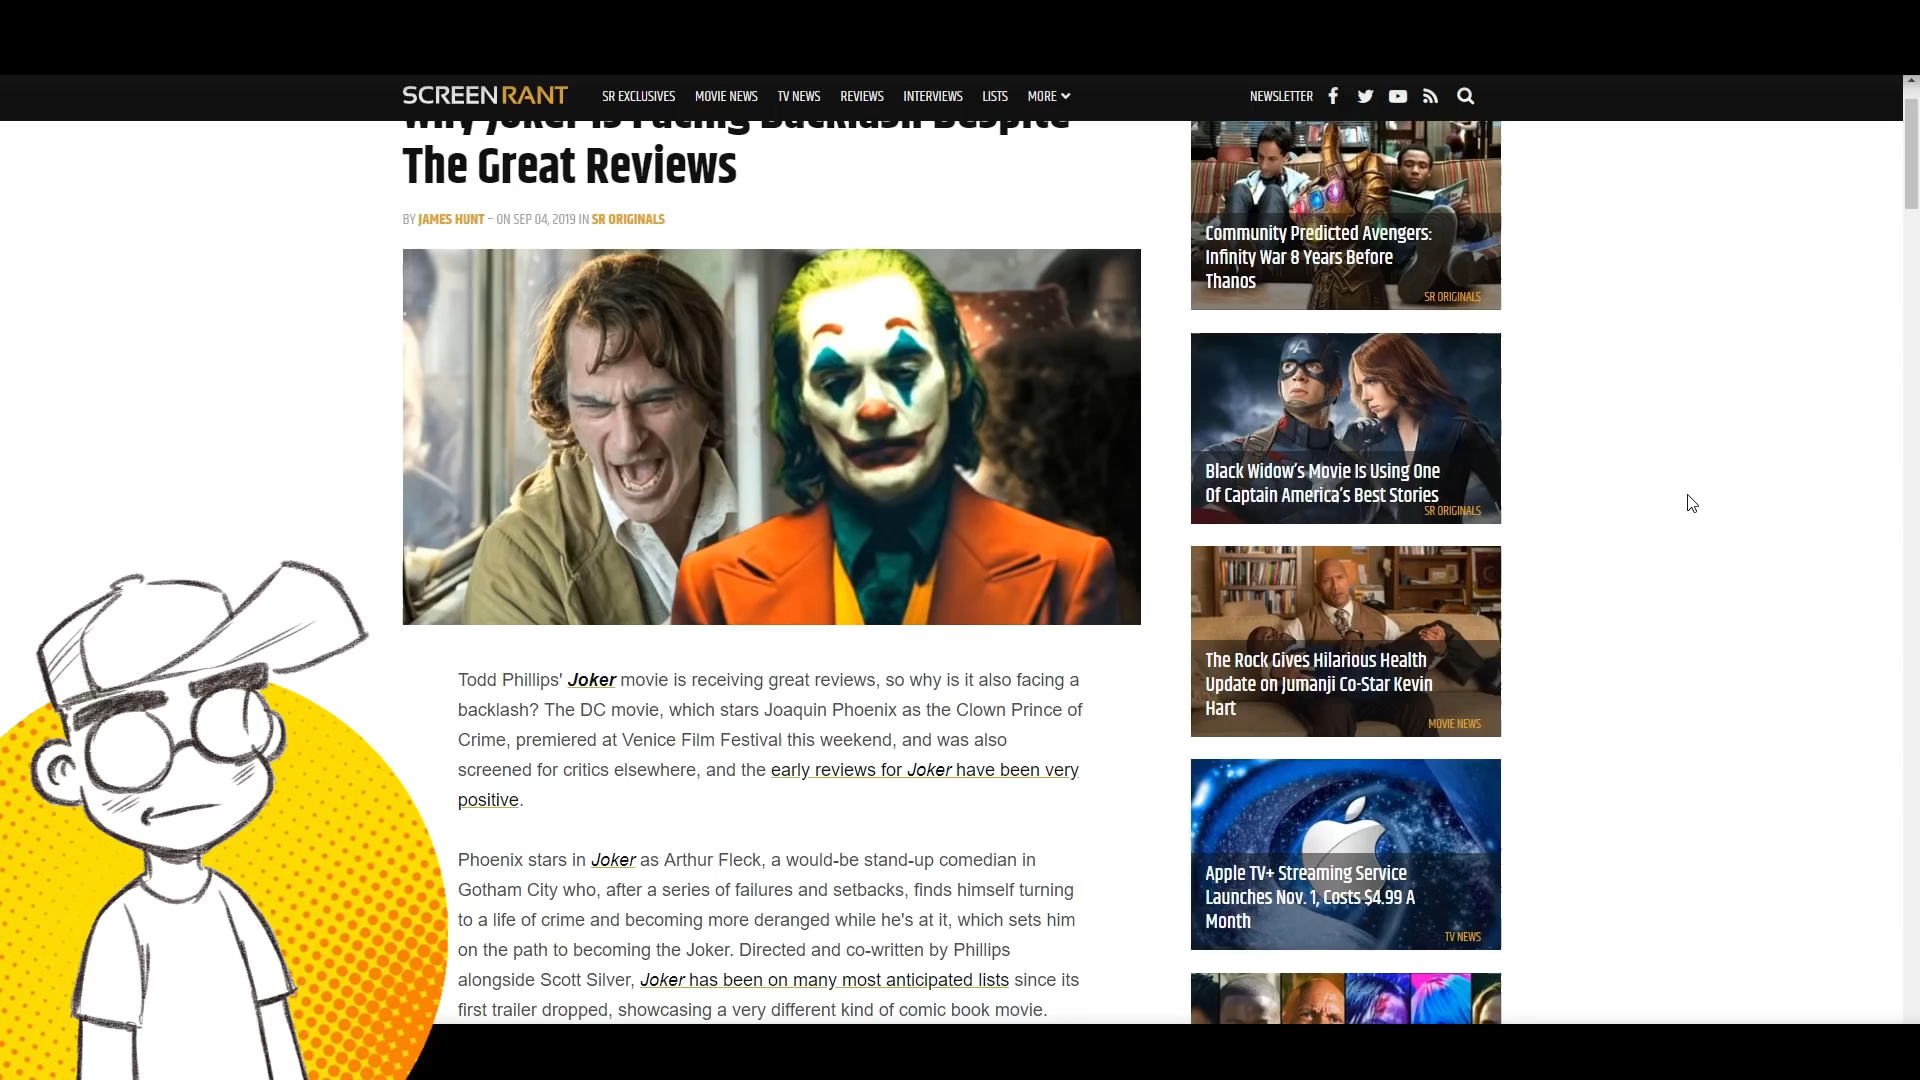 SCREENRANT
SR EXCLUSIVES
MOVIE NEWS
TV NEWS
REVIEWS
INTERVIEWS
LISTS
MORE
NEWSLETTER
Why Joker Is Facing Backlash Despite
The Great Reviews
BY JAMES HUNT – ON SEP 04, 2019 IN SR ORIGINALS
Todd Phillips' Joker movie is receiving great reviews, so why is it also facing a
backlash? The DC movie, which stars Joaquin Phoenix as the Clown Prince of
Crime, premiered at Venice Film Festival this weekend, and was also
screened for critics elsewhere, and the early reviews for Joker have been very
positive.
Phoenix stars in Joker as Arthur Fleck, a would-be stand-up comedian in
Gotham City who, after a series of failures and setbacks, finds himself turning
to a life of crime and becoming more deranged while he's at it, which sets him
on the path to becoming the Joker. Directed and co-written by Phillips
alongside Scott Silver, Joker has been on many most anticipated lists since its
first trailer dropped, showcasing a very different kind of comic book movie.
Community Predicted Avengers:
Infinity War 8 Years Before
Thanos
SR ORIGINALS
Black Widow's Movie Is Using One
Of Captain America's Best Stories
SR ORIGINALS
The Rock Gives Hilarious Health
Update on Jumanji Co-Star Kevin
Hart
MOVIE NEWS
Apple TV+ Streaming Service
Launches Nov. 1, Costs $4.99 A
Month
TV NEWS